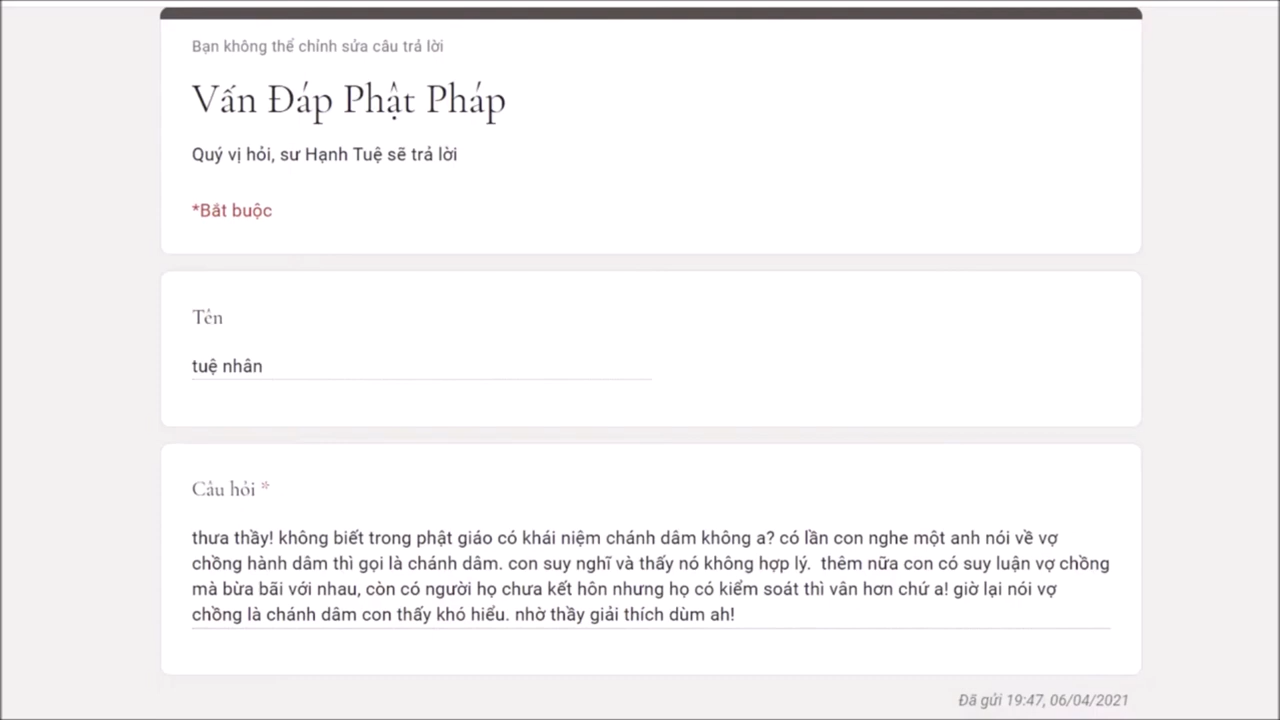 Bạn không thể chỉnh sửa câu trả lời
Vấn Đáp Phật Pháp
Quý vị hỏi, sư Hạnh Tuệ sẽ trả lời
*Bắt buộc
Tên
tuệ nhân
Câu hỏi *
thưa thầy! không biết trong phật giáo có khái niệm chánh dâm không a? có lần con nghe một anh nói về vợ
chồng hành dâm thì gọi là chánh dâm. con suy nghĩ và thấy nó không hợp lý.  thêm nữa con có suy luận vợ chồng
mà bừa bãi với nhau, còn có người họ chưa kết hôn nhưng họ có kiểm soát thì vân hơn chứ a! giờ lại nói vợ
chồng là chánh dâm con thấy khó hiểu. nhờ thầy giải thích dùm ah!
Đã gửi 19:47, 06/04/2021